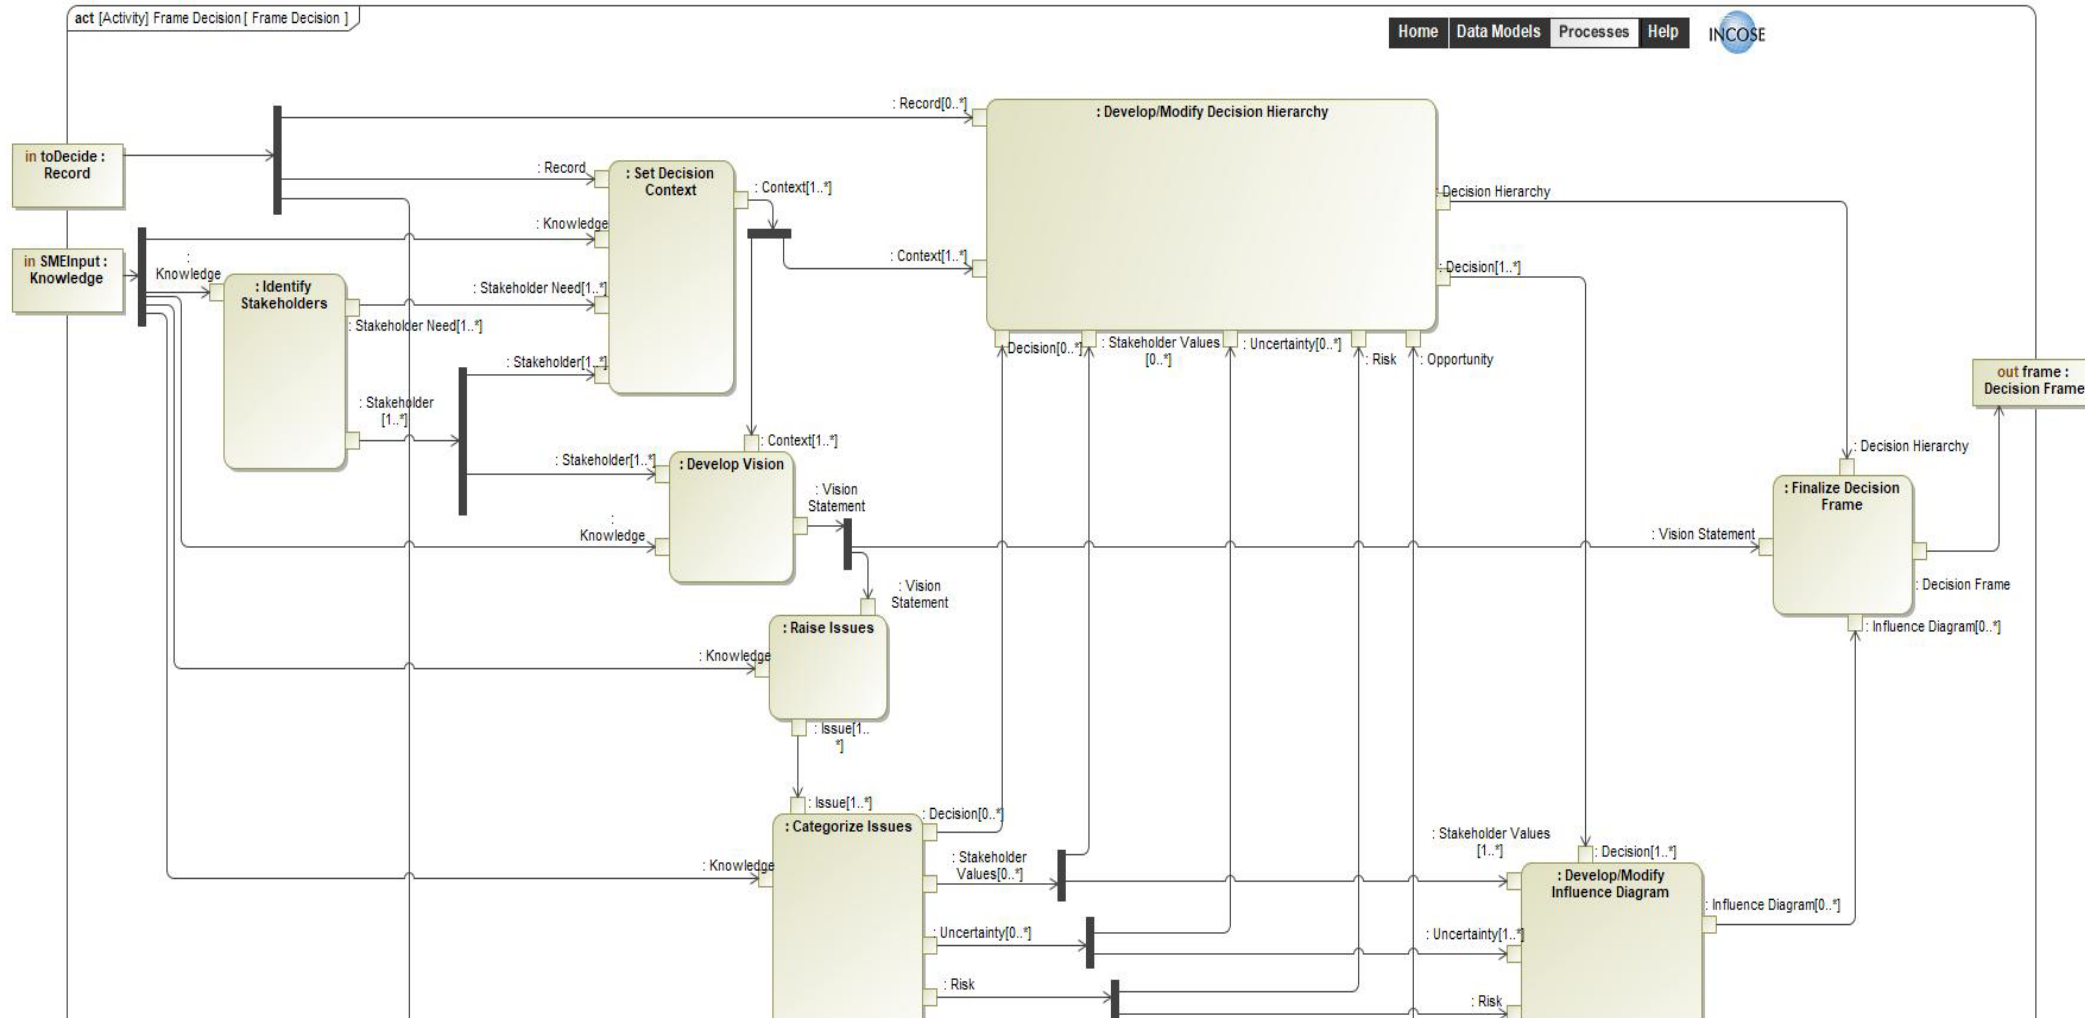 act [Activity] Frame Decision [ Frame Decision ]
Home
Data Models
Processes
Help
INCOSE
: Record[0..*]
: Develop/Modify Decision Hierarchy
in toDecide :
Record
: Record
: Set Decision
Context
: Context[1..*]
: Decision Hierarchy
: Knowledge
in SMEInput :
Knowledge
:
Knowledge
: Context[1..*]
: Decision[1..*]
: Identify
Stakeholders
: Stakeholder Need[1..*]
: Stakeholder Need[1..*]
Decision[0..*]
: Stakeholder Values
[0..*]
: Uncertainty[0..*]
: Risk
: Opportunity
: Stakeholder[1..*]
out frame :
Decision Frame
: Stakeholder
[1..*]
: Context[1..*]
: Decision Hierarchy
: Stakeholder[1..*]
: Develop Vision
: Vision
Statement
: Finalize Decision
Frame
:
Knowledge
: Vision Statement
: Vision
Statement
: Decision Frame
: Raise Issues
: Influence Diagram[0..*]
: Knowledge
: Issue[1..
*]
: Issue[1..*]
: Decision[0..*]
: Categorize Issues
: Stakeholder Values
[1..*]
: Decision[1..*]
: Knowledge
: Stakeholder
Values[0..*]
: Develop/Modify
Influence Diagram
: Influence Diagram[0..*]
: Uncertainty[0..*]
: Uncertainty[1..*]
: Risk
: Risk